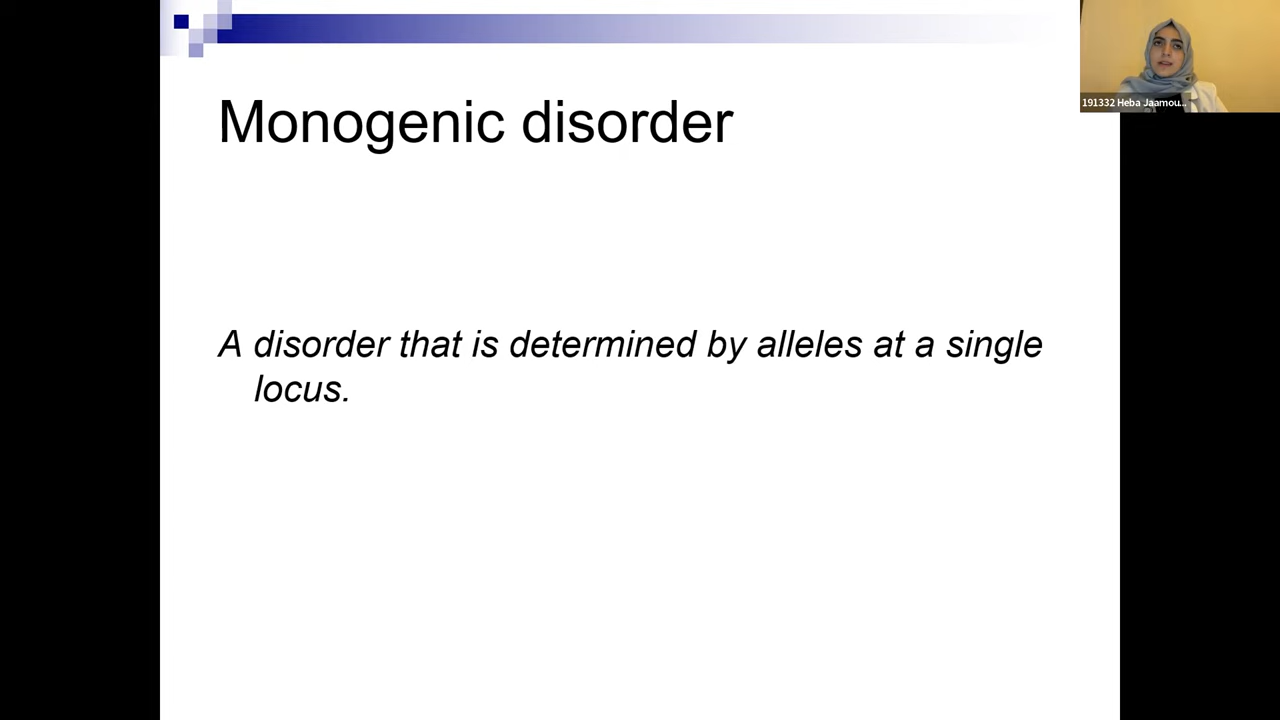 191332 Heba Jaamou...
Monogenic disorder
A disorder that is determined by alleles at a single
locus.